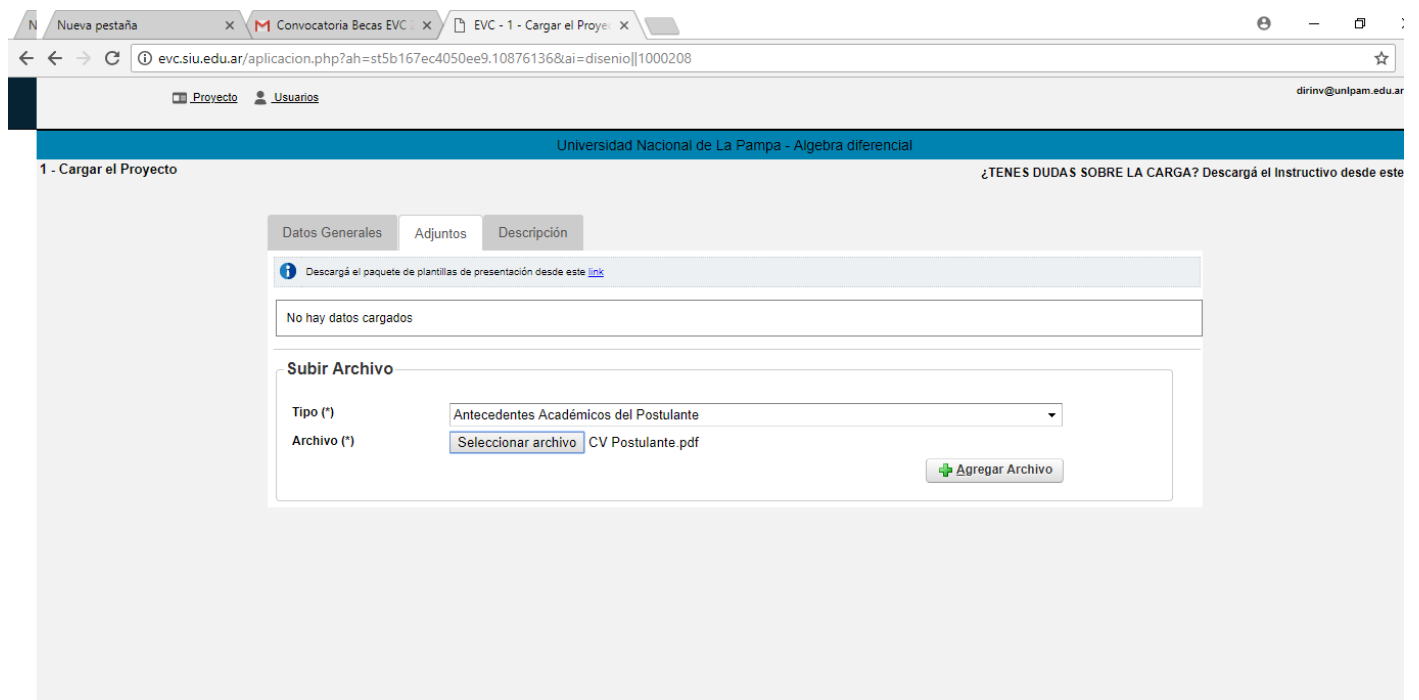 N Nueva pestaña Convocatoria Becas EVC EVC - 1 - Cargar el Proye
evc.siu.edu.ar/aplicacion.php?ah=st5b167ec4050ee9.10876136&ai=disenio||1000208
Proyecto Usuarios dirinv@unlpam.edu.ar
Universidad Nacional de La Pampa - Algebra diferencial
1 - Cargar el Proyecto ¿TENES DUDAS SOBRE LA CARGA? Descargá el Instructivo desde este
Datos Generales Adjuntos Descripción
Descargá el paquete de plantillas de presentación desde este link
No hay datos cargados
Subir Archivo
Tipo (*) Antecedentes Académicos del Postulante
Archivo (*) Seleccionar archivo CV Postulante.pdf
Agregar Archivo